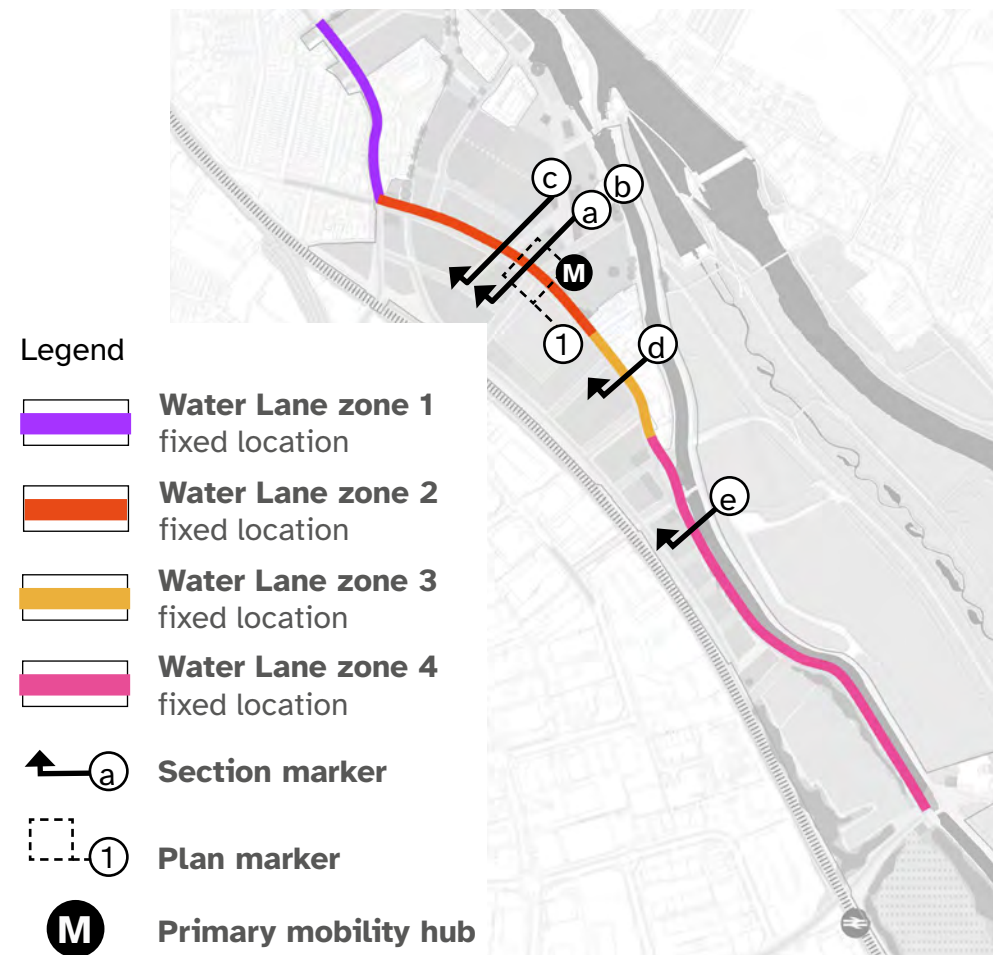 c
b
a
M
1
d
e
Legend
Water Lane zone 1
fixed location
Water Lane zone 2
fixed location
Water Lane zone 3
fixed location
Water Lane zone 4
fixed location
a Section marker
1 Plan marker
M Primary mobility hub